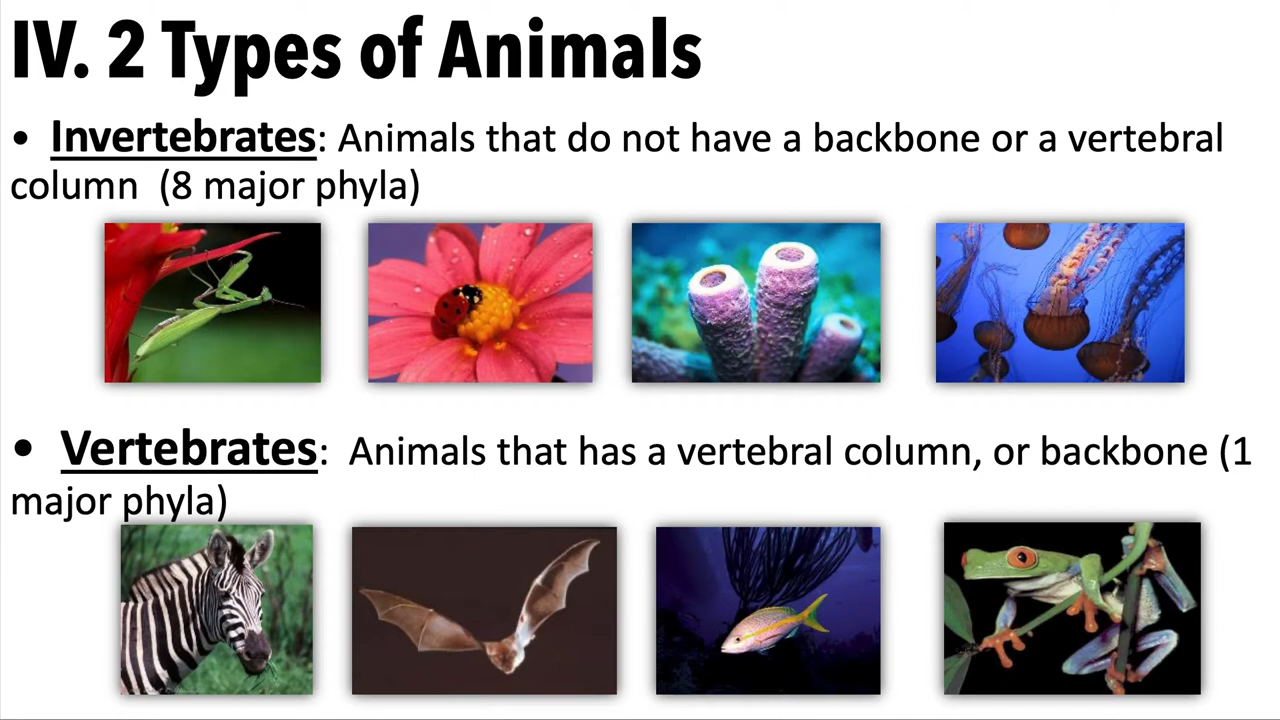 IV. 2 Types of Animals
• Invertebrates: Animals that do not have a backbone or a vertebral
column (8 major phyla)
• Vertebrates: Animals that has a vertebral column, or backbone (1
major phyla)